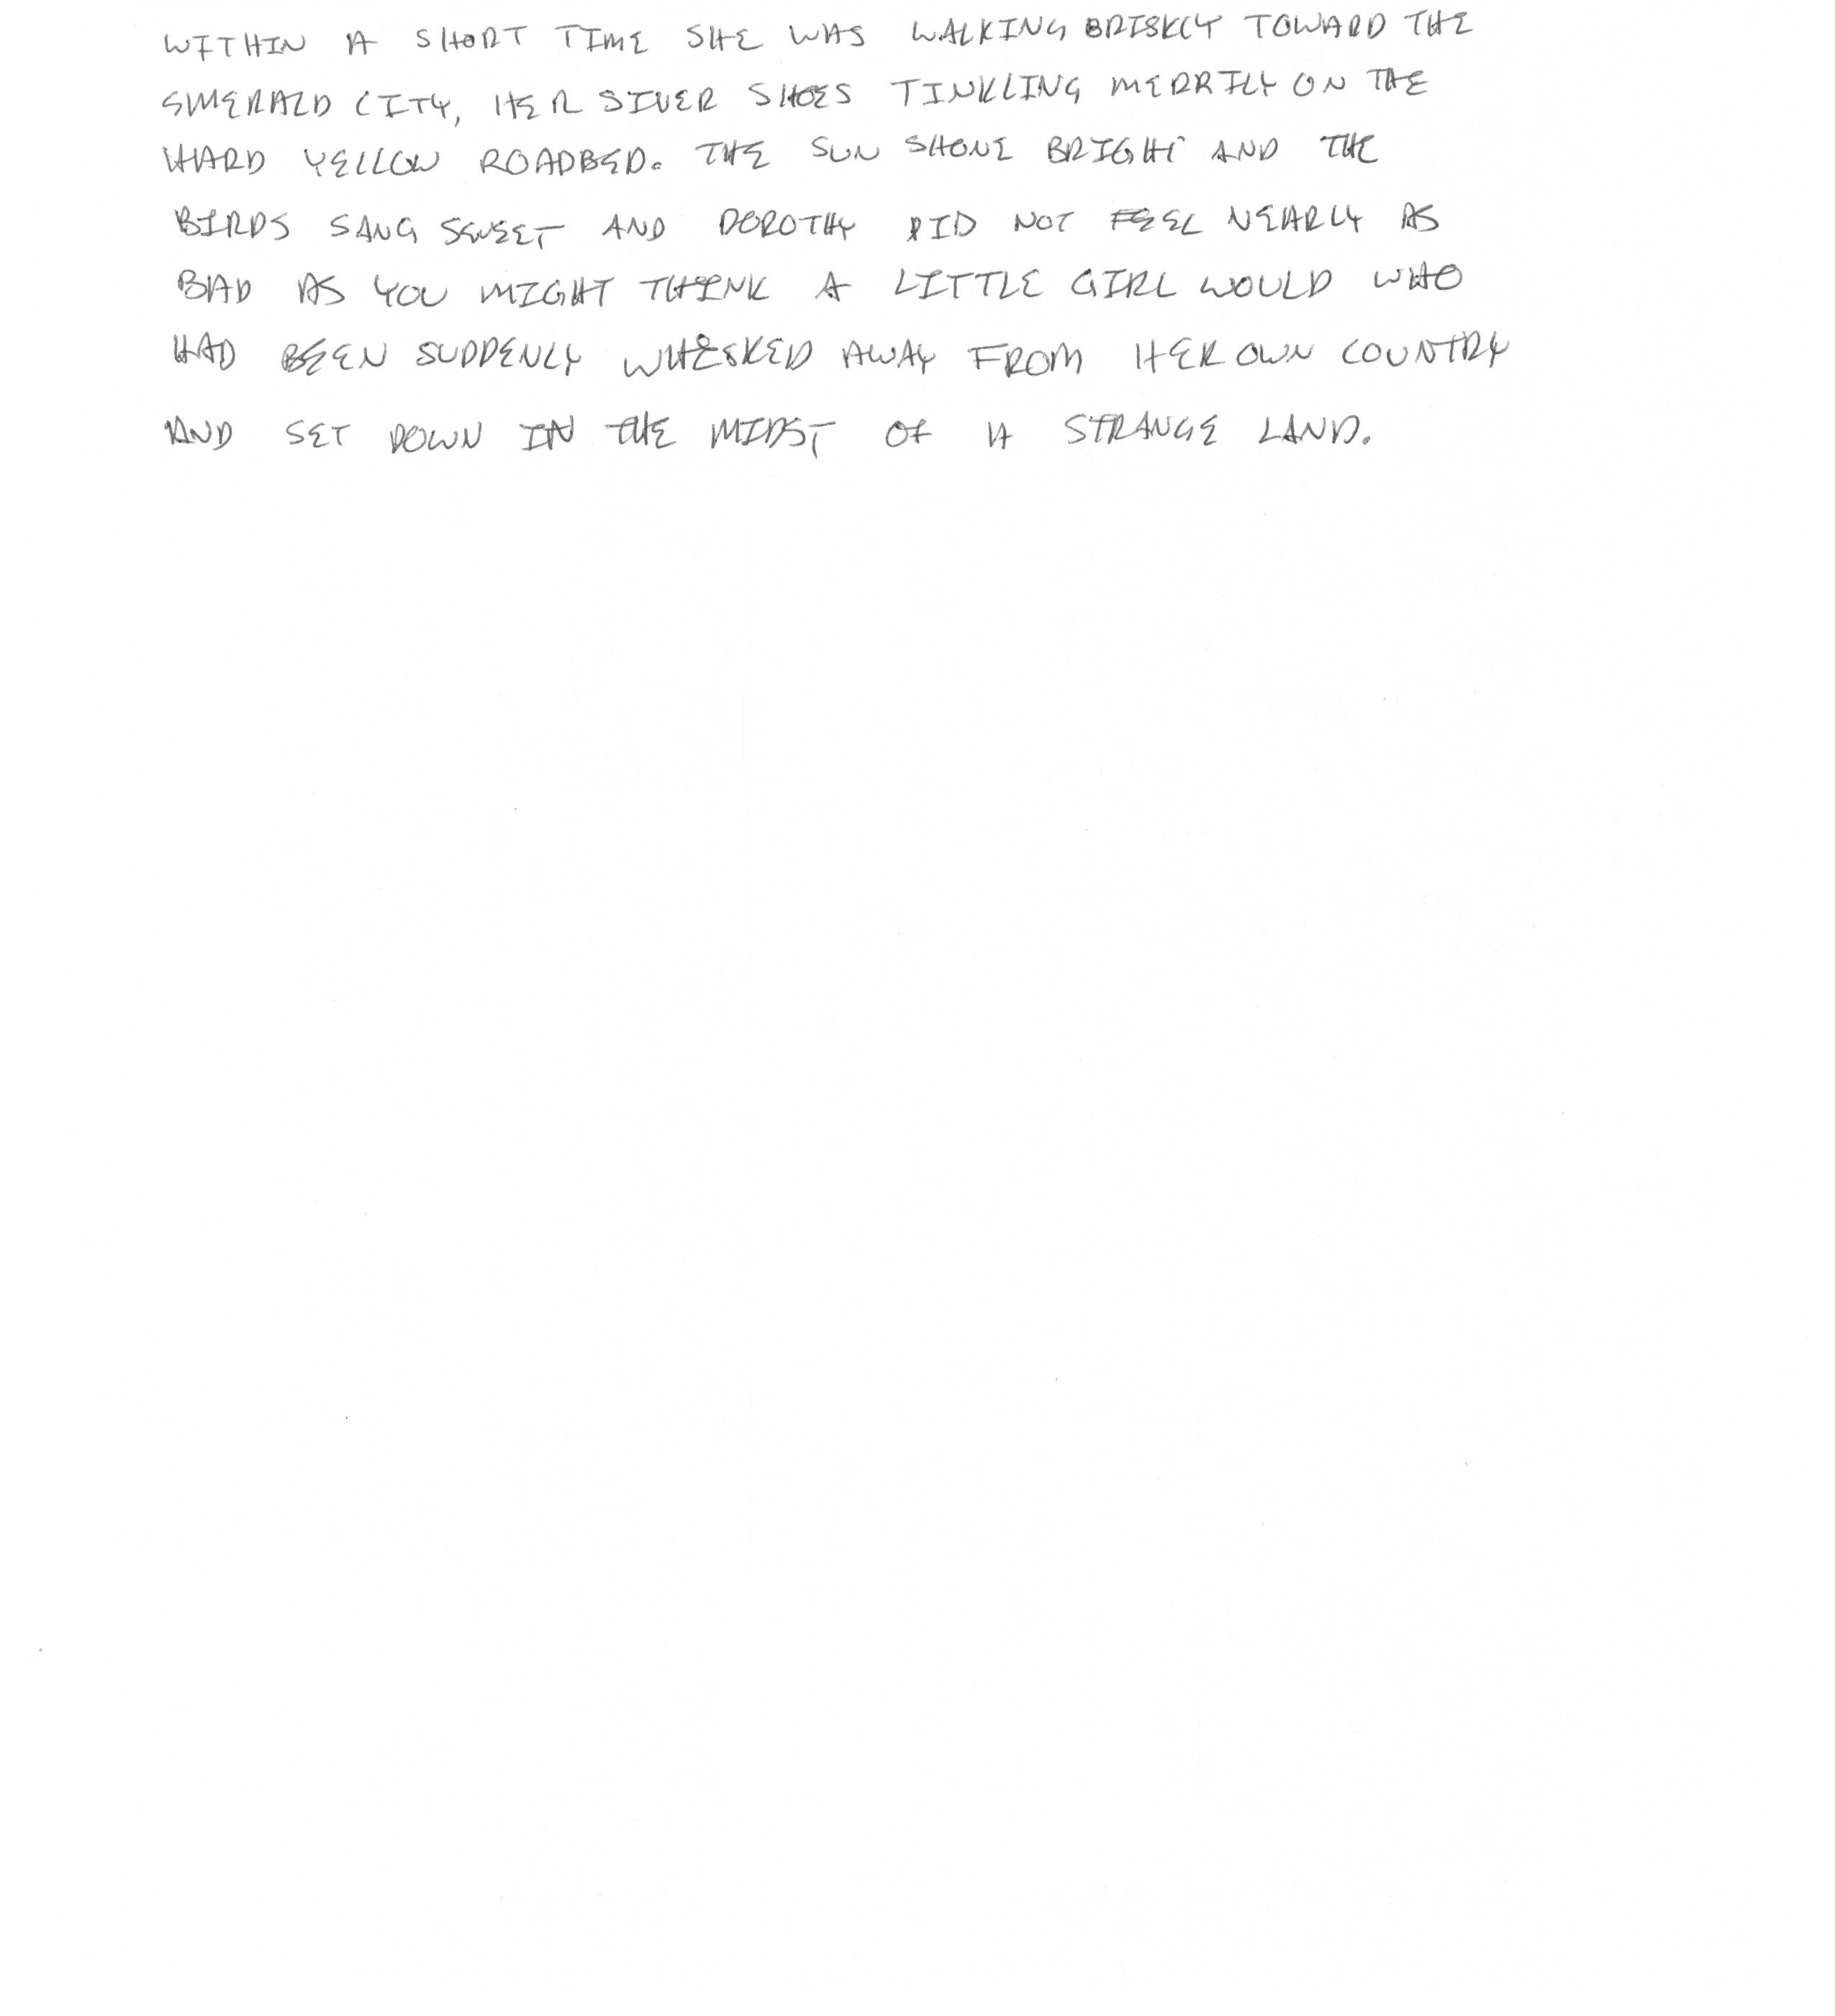 WITHIN A SHORT TIME SHE WAS WALKING BRISKLY TOWARD THE
EMERALD CITY, HER SIVER SHOES TINKLING MERRILY ON THE
HARD YELLOW ROADBED. THE SUN SHONE BRIGHT AND THE
BIRDS SANG SWEET AND DOROTHY DID NOT FEEL NEARLY AS
BAD AS YOU MIGHT THINK A LITTLE GIRL WOULD WHO
HAD BEEN SUDDENLY WHISKED AWAY FROM HER OWN COUNTRY
AND SET DOWN IN THE MIDST OF A STRANGE LAND.